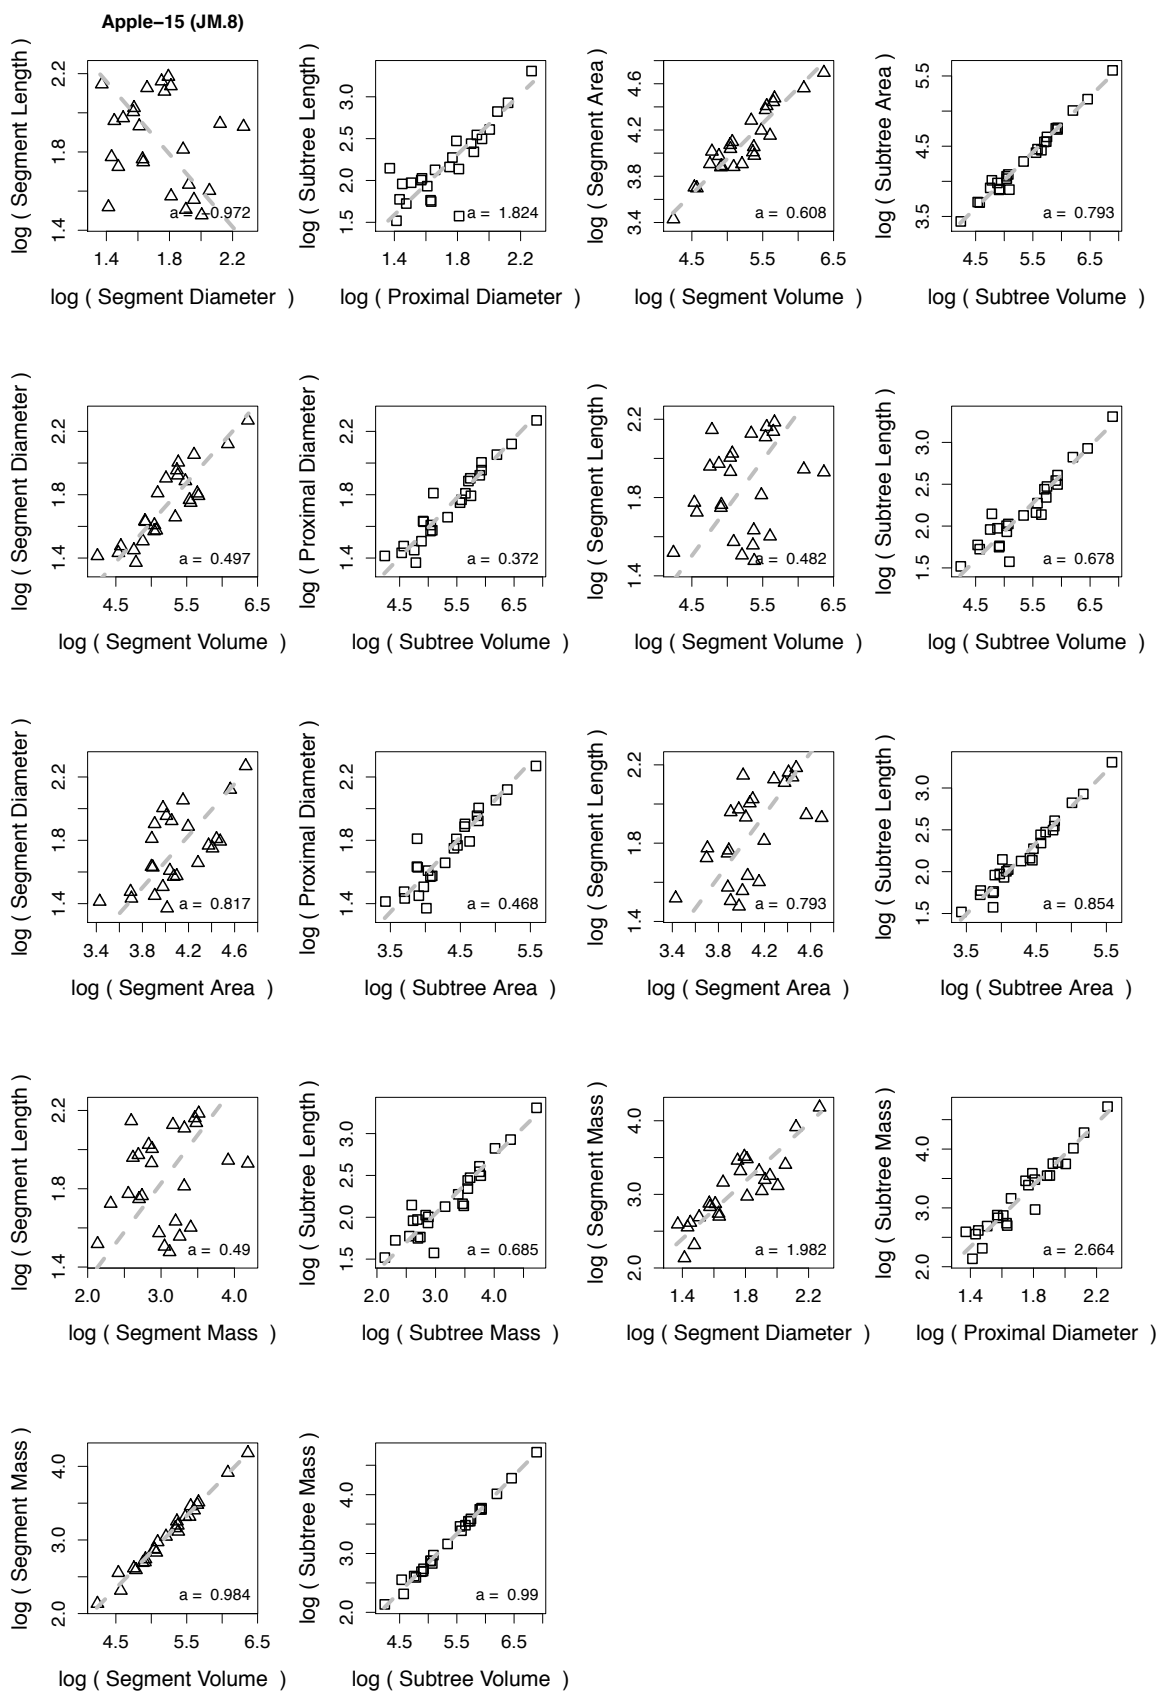 Apple−15 (JM.8)
log ( Segment Length )
2.2
1.8
1.4
a = −0.972
1.4 1.8 2.2
log ( Segment Diameter )
log ( Subtree Length )
3.0
2.5
2.0
1.5
a = 1.824
1.4 1.8 2.2
log ( Proximal Diameter )
log ( Segment Area )
4.6
4.2
3.8
3.4
a = 0.608
4.5 5.5 6.5
log ( Segment Volume )
log ( Subtree Area )
5.5
4.5
3.5
a = 0.793
4.5 5.5 6.5
log ( Subtree Volume )
log ( Segment Diameter )
2.2
1.8
1.4
a = 0.497
4.5 5.5 6.5
log ( Segment Volume )
log ( Proximal Diameter )
2.2
1.8
1.4
a = 0.372
4.5 5.5 6.5
log ( Subtree Volume )
log ( Segment Length )
2.2
1.8
1.4
a = 0.482
4.5 5.5 6.5
log ( Segment Volume )
log ( Subtree Length )
3.0
2.5
2.0
1.5
a = 0.678
4.5 5.5 6.5
log ( Subtree Volume )
log ( Segment Diameter )
2.2
1.8
1.4
a = 0.817
3.4 3.8 4.2 4.6
log ( Segment Area )
log ( Proximal Diameter )
2.2
1.8
1.4
a = 0.468
3.5 4.5 5.5
log ( Subtree Area )
log ( Segment Length )
2.2
1.8
1.4
a = 0.793
3.4 3.8 4.2 4.6
log ( Segment Area )
log ( Subtree Length )
3.0
2.5
2.0
1.5
a = 0.854
3.5 4.5 5.5
log ( Subtree Area )
log ( Segment Length )
2.2
1.8
1.4
a = 0.49
2.0 3.0 4.0
log ( Segment Mass )
log ( Subtree Length )
3.0
2.5
2.0
1.5
a = 0.685
2.0 3.0 4.0
log ( Subtree Mass )
log ( Segment Mass )
4.0
3.0
2.0
a = 1.982
1.4 1.8 2.2
log ( Segment Diameter )
log ( Subtree Mass )
4.0
3.0
2.0
a = 2.664
1.4 1.8 2.2
log ( Proximal Diameter )
log ( Segment Mass )
4.0
3.0
2.0
a = 0.984
4.5 5.5 6.5
log ( Segment Volume )
log ( Subtree Mass )
4.0
3.0
2.0
a = 0.99
4.5 5.5 6.5
log ( Subtree Volume )